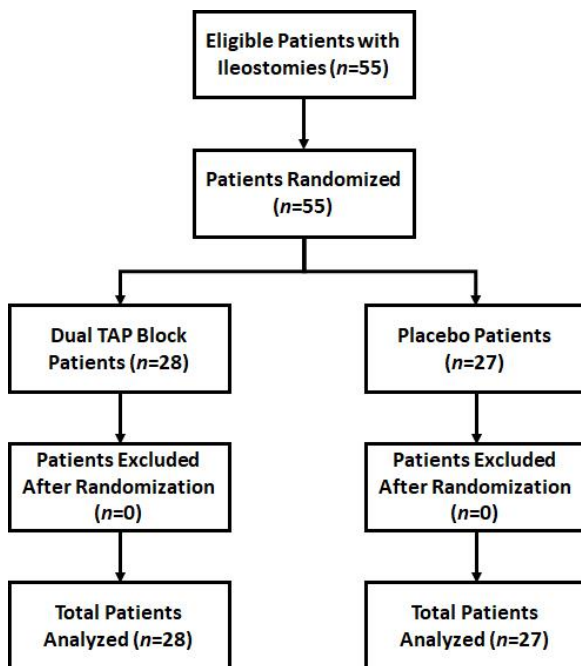 Eligible Patients with
Ileostomies (n=55)
Patients Randomized
(n=55)
Dual TAP Block
Patients (n=28)
Placebo Patients
(n=27)
Patients Excluded
After Randomization
(n=0)
Patients Excluded
After Randomization
(n=0)
Total Patients
Analyzed (n=28)
Total Patients
Analyzed (n=27)